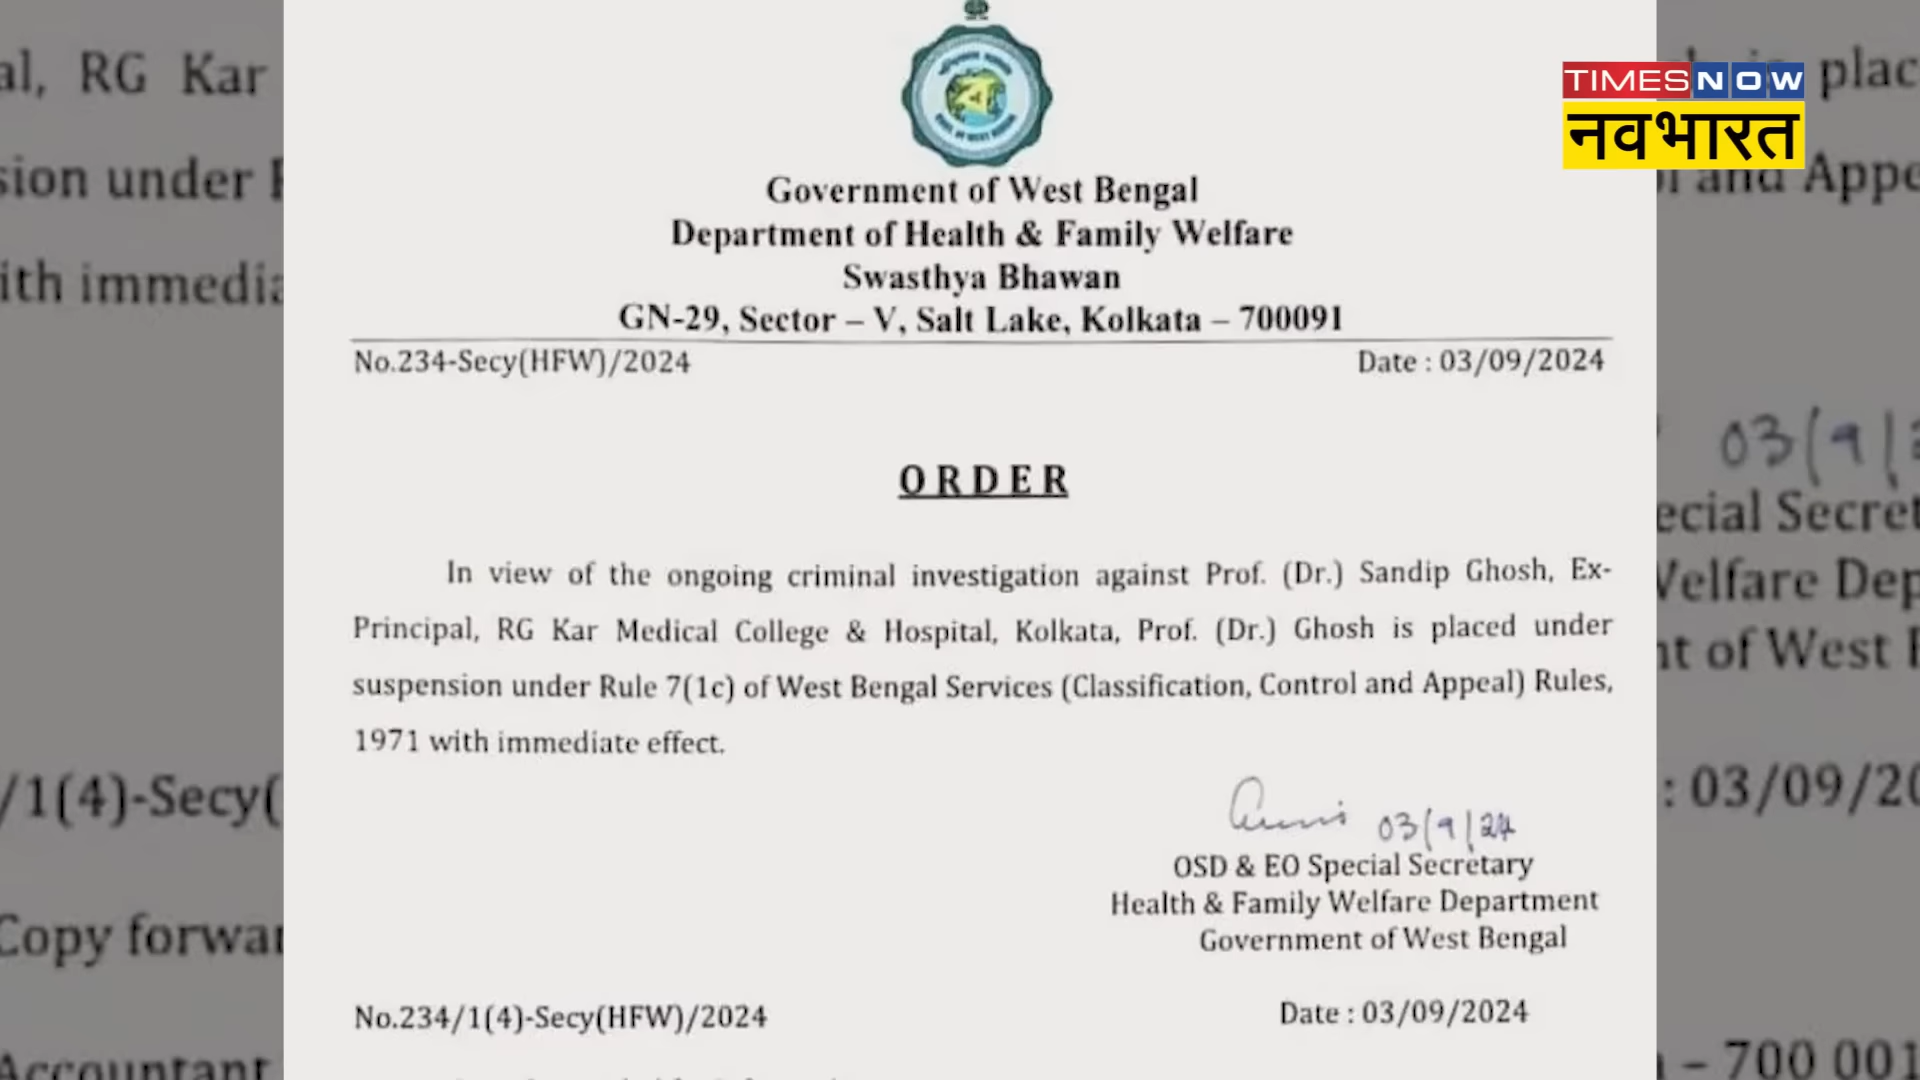 TIMES NOW
नवभारत
Government of West Bengal
Department of Health & Family Welfare
Swasthya Bhawan
GN-29, Sector – V, Salt Lake, Kolkata – 700091
No.234-Secy(HFW)/2024 Date : 03/09/2024
ORDER
In view of the ongoing criminal investigation against Prof. (Dr.) Sandip Ghosh, Ex-
Principal, RG Kar Medical College & Hospital, Kolkata, Prof. (Dr.) Ghosh is placed under
suspension under Rule 7(1c) of West Bengal Services (Classification, Control and Appeal) Rules,
1971 with immediate effect.
03/9/24
OSD & EO Special Secretary
Health & Family Welfare Department
Government of West Bengal
No.234/1(4)-Secy(HFW)/2024 Date : 03/09/2024
al, RG Kar
sion under
ith immedia
/1(4)-Secy(
Copy forwar
Accountant
plac
and Appe
03/9/2
ecial Secret
Welfare Dep
nt of West
: 03/09/20
– 700 001